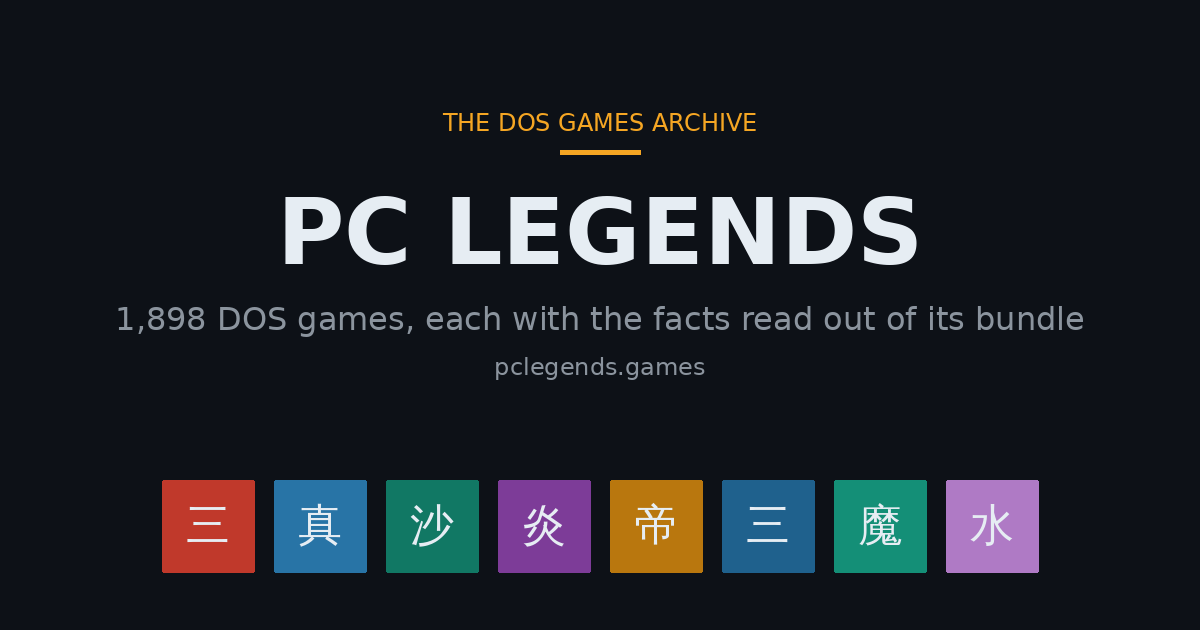 THE DOS GAMES ARCHIVE
PC LEGENDS
1,898 DOS games, each with the facts read out of its bundle
pclegends.games
三 真 沙 炎 帝 三 魔 水